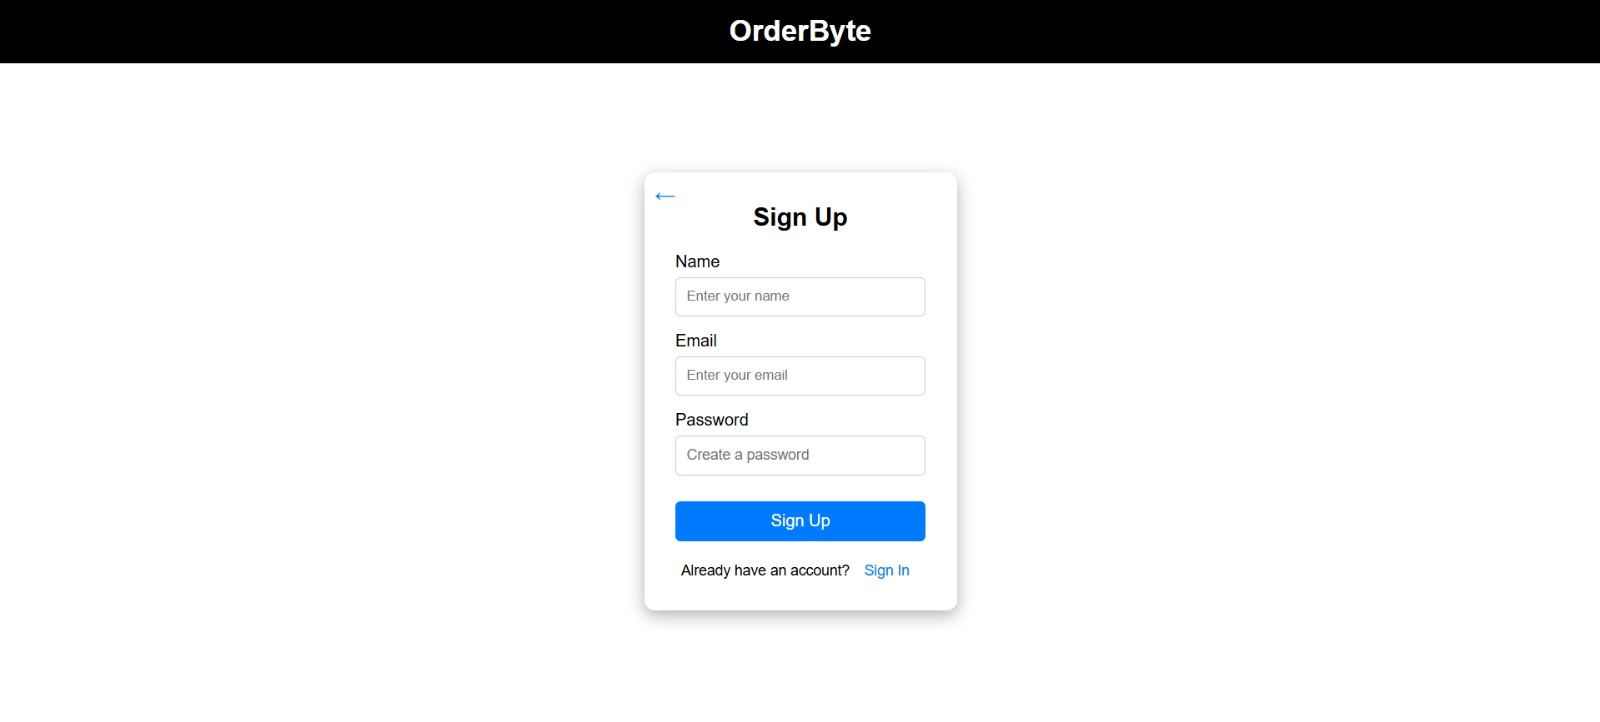 OrderByte
←
Sign Up
Name
Enter your name
Email
Enter your email
Password
Create a password
Sign Up
Already have an account? Sign In